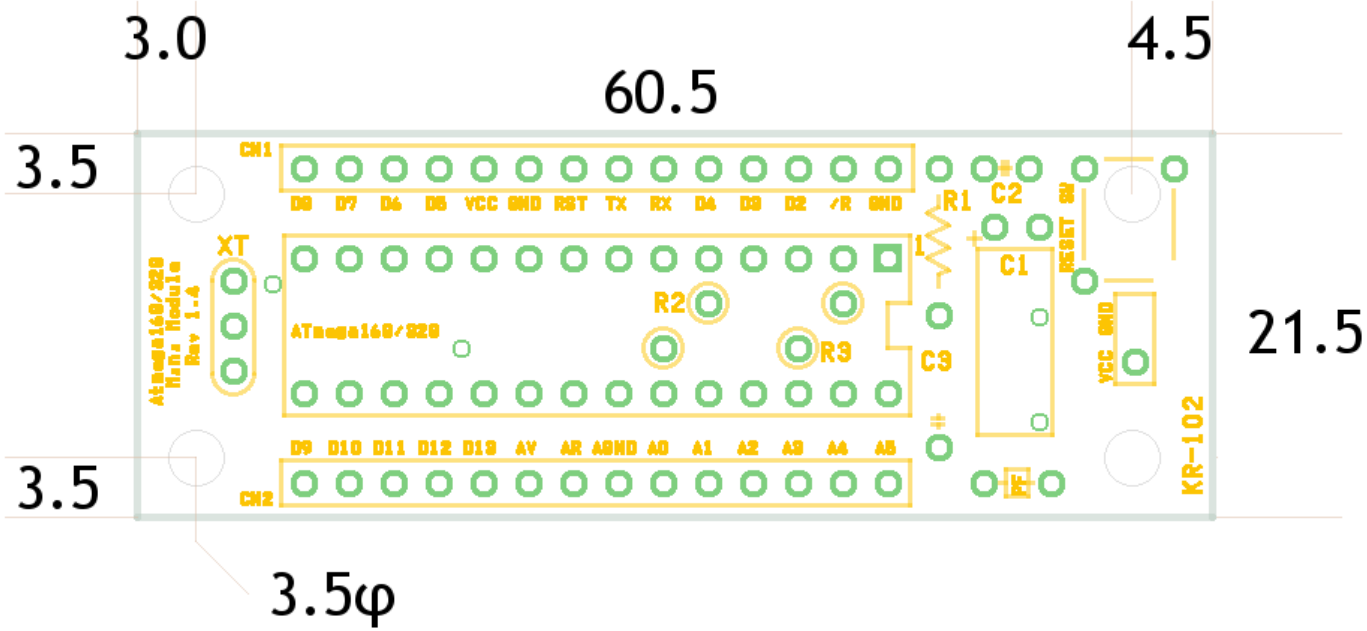 3.0
4.5
60.5
3.5
CN1
D8 D7 D6 D5 VCC GND RST TX RX D4 D3 D2 /R GND
R1
C2
RESET SW
XT
1
C1
Atmega168/328
Rev 1.4
R2
ATmega168/328
R3
C3
VCC GND
21.5
D9 D10 D11 D12 D13 AV AR AGND A0 A1 A2 A3 A4 A5
KR-102
3.5
CN2
PF
3.5φ